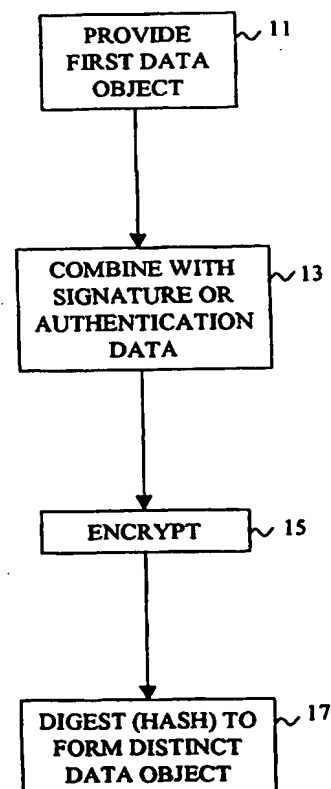 PROVIDE
FIRST DATA
OBJECT
11
COMBINE WITH
SIGNATURE OR
AUTHENTICATION
DATA
13
ENCRYPT
15
DIGEST (HASH) TO
FORM DISTINCT
DATA OBJECT
17